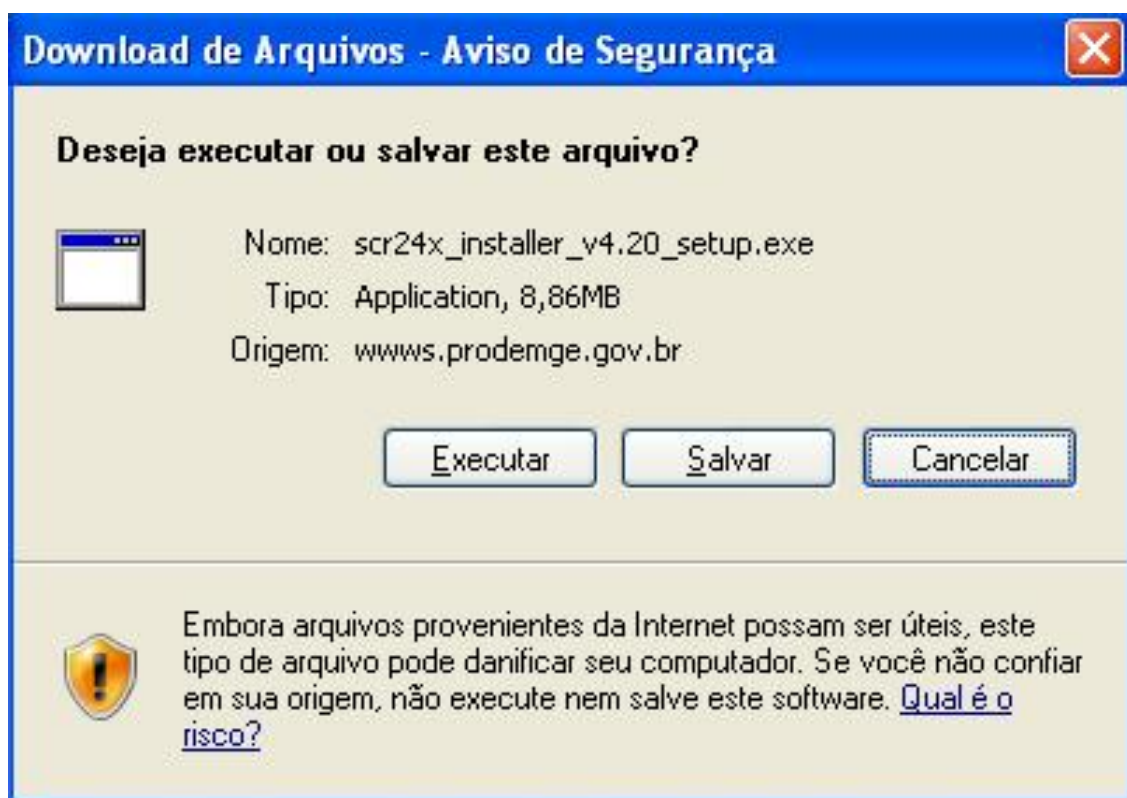 Download de Arquivos - Aviso de Segurança
Deseja executar ou salvar este arquivo?
Nome: scr24x_installer_v4.20_setup.exe
Tipo: Application, 8,86MB
Origem: wwws.prodemge.gov.br
Executar Salvar Cancelar
Embora arquivos provenientes da Internet possam ser úteis, este
tipo de arquivo pode danificar seu computador. Se você não confiar
em sua origem, não execute nem salve este software. Qual é o
risco?